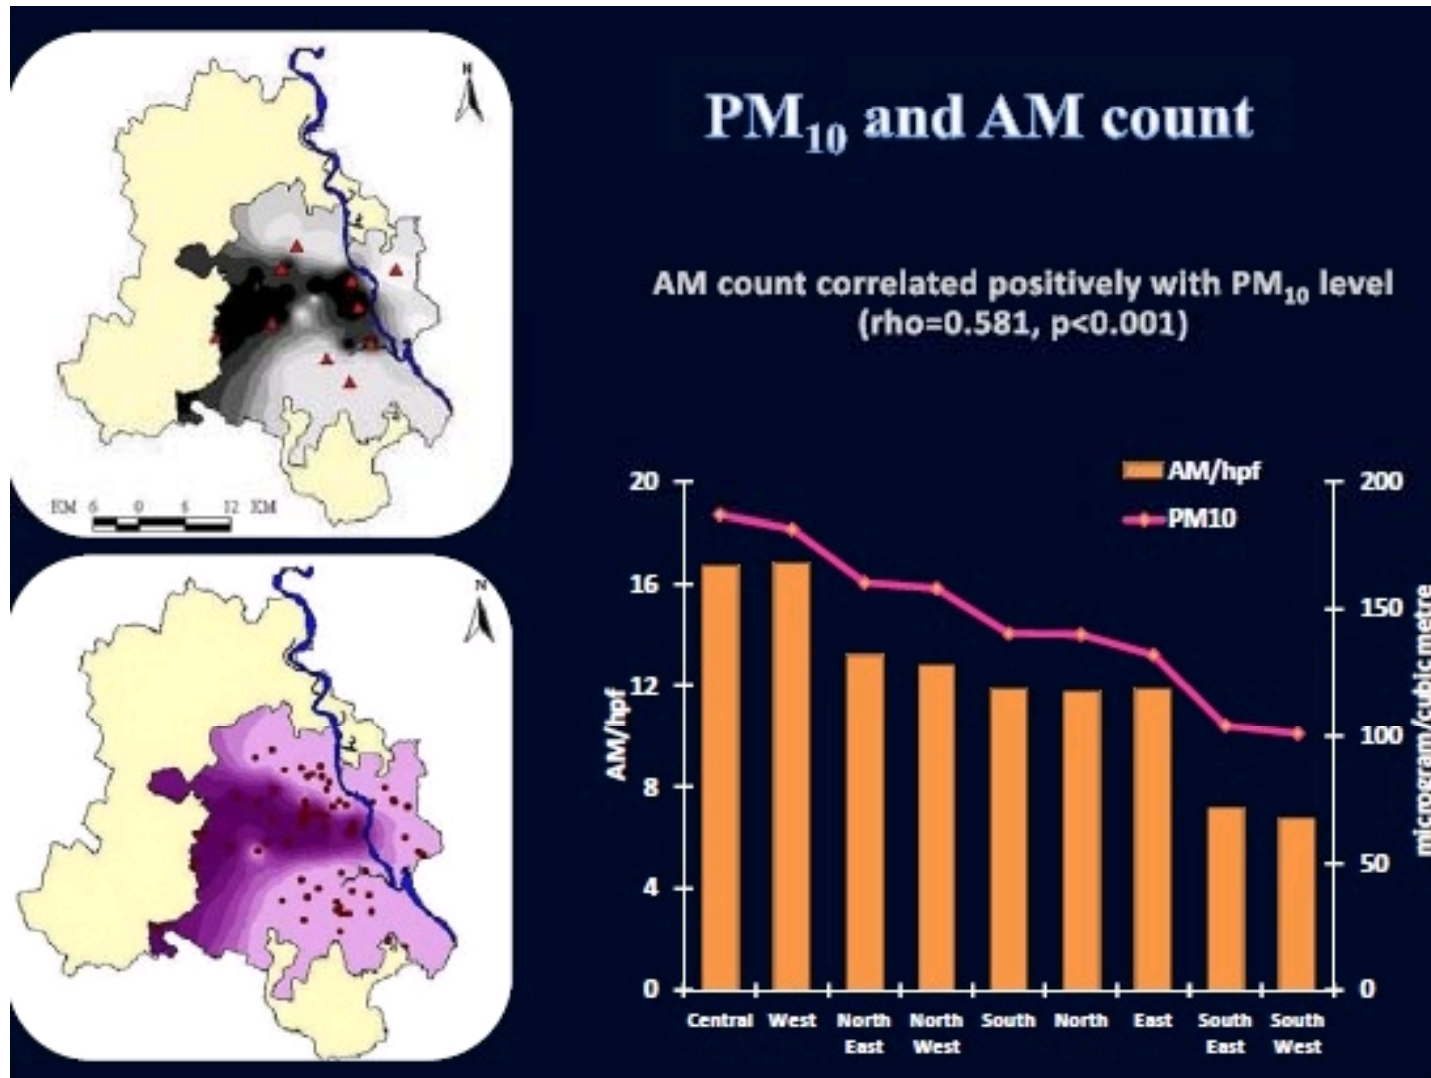 N
KM 6 0 6 12 KM
N
PM10 and AM count
AM count correlated positively with PM10 level
(rho=0.581, p<0.001)
AM/hpf
PM10
20
16
12
8
4
0
AM/hpf
200
150
100
50
0
microgram/cubic metre
Central West North East North West South North East South East South West